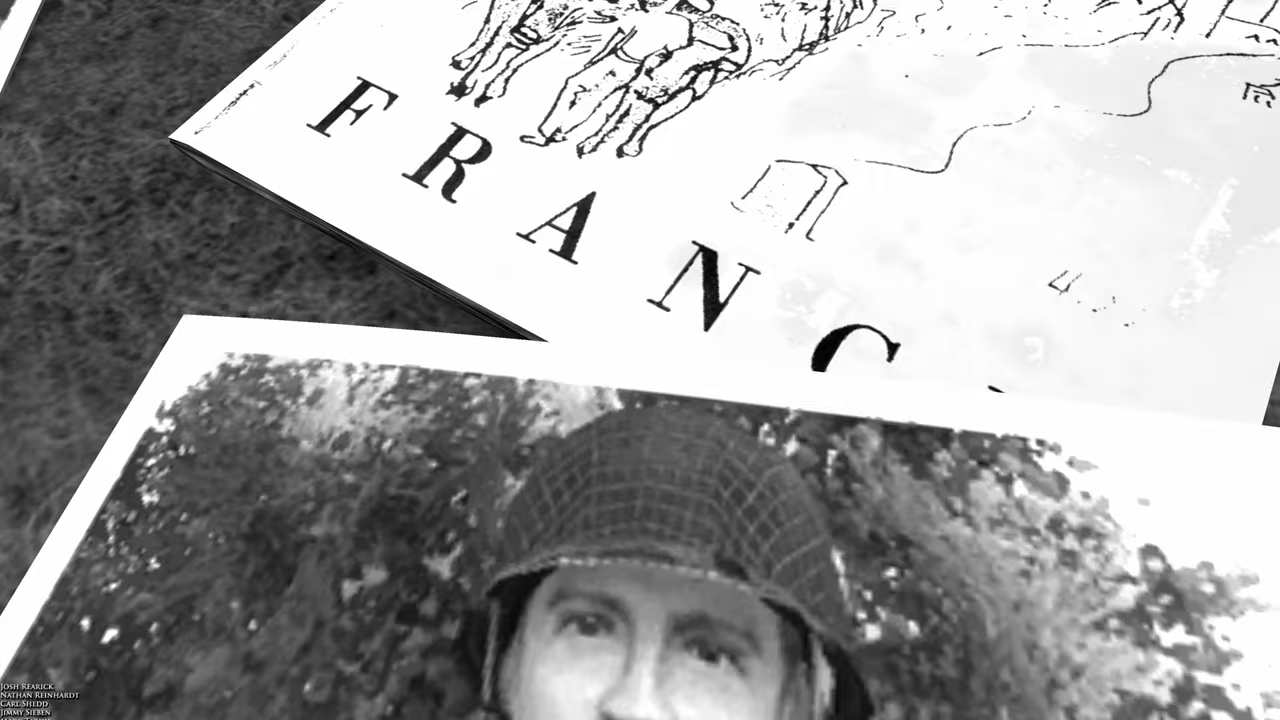 FRANC
JOSH REARICK
NATHAN REINHARDT
CARL SHEDD
JIMMY SIEBEN